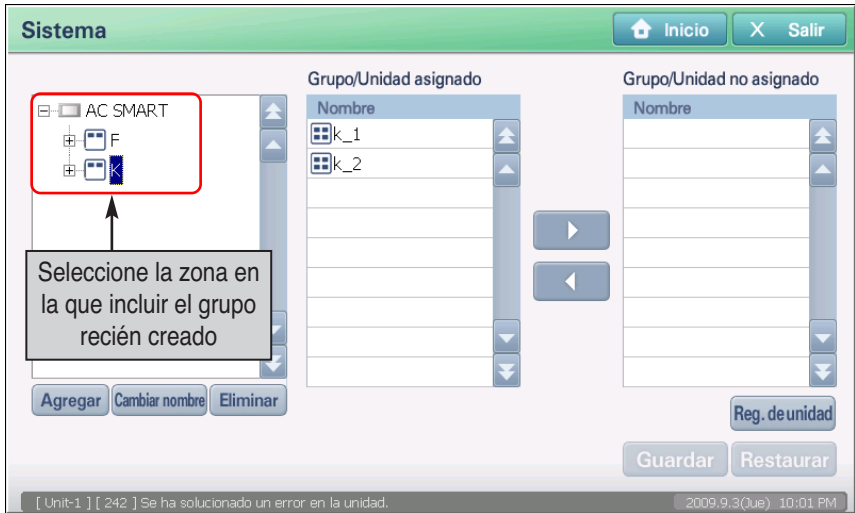 Sistema
Inicio
X Salir
Grupo/Unidad asignado
Grupo/Unidad no asignado
AC SMART
F
K
Nombre
k_1
k_2
Nombre
Seleccione la zona en
la que incluir el grupo
recién creado
Agregar
Cambiar nombre
Eliminar
Reg. de unidad
Guardar
Restaurar
[ Unit-1 ] [ 242 ] Se ha solucionado un error en la unidad.
2009.9.3(Jue) 10:01 PM